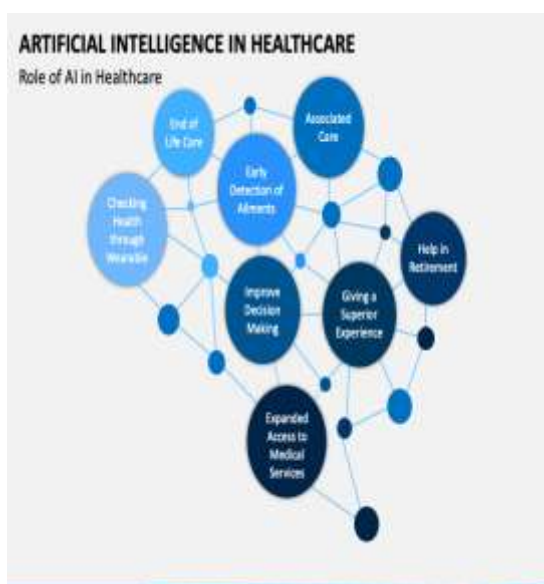 ARTIFICIAL INTELLIGENCE IN HEALTHCARE
Role of AI in Healthcare
End of
Life Care
Associated
Care
Early
Detection of
Ailments
Checking
Health
through
Wearable
Help in
Retirement
Improve
Decision
Making
Giving a
Superior
Experience
Expanded
Access to
Medical
Services